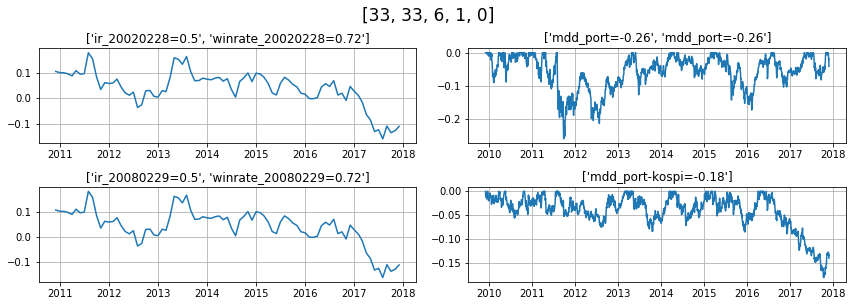 [33, 33, 6, 1, 0]
['ir_20020228=0.5', 'winrate_20020228=0.72']
0.1
0.0
−0.1
2011 2012 2013 2014 2015 2016 2017 2018
['mdd_port=-0.26', 'mdd_port=-0.26']
0.0
−0.1
−0.2
2010 2011 2012 2013 2014 2015 2016 2017 2018
['ir_20080229=0.5', 'winrate_20080229=0.72']
0.1
0.0
−0.1
2011 2012 2013 2014 2015 2016 2017 2018
['mdd_port-kospi=-0.18']
0.00
−0.05
−0.10
−0.15
2010 2011 2012 2013 2014 2015 2016 2017 2018